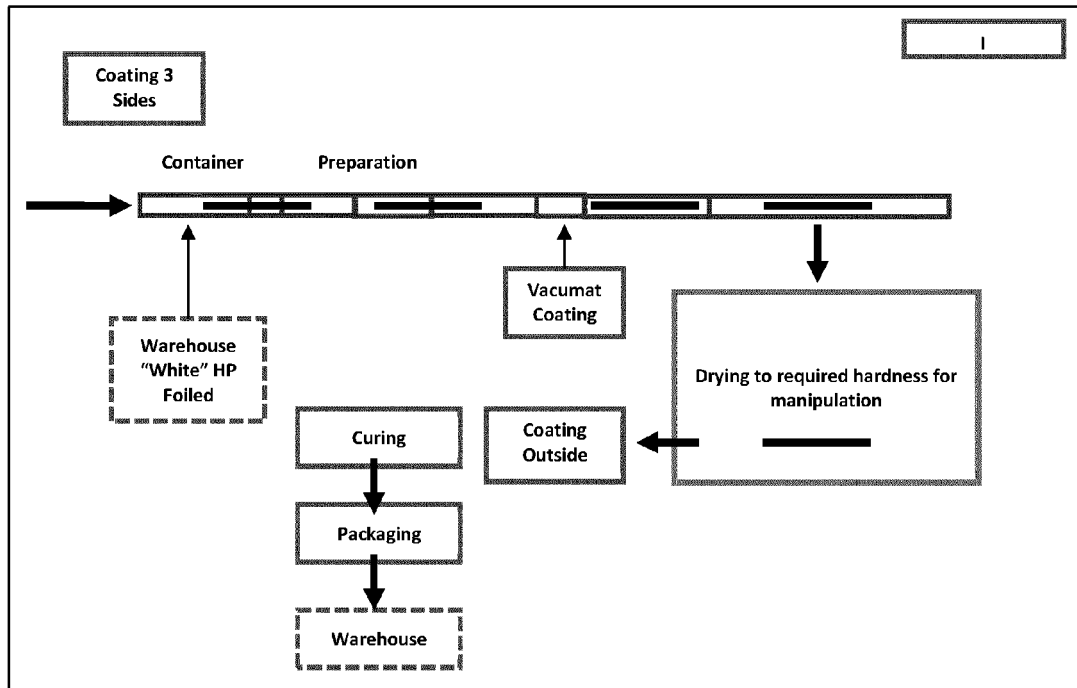 I
Coating 3
Sides
Container
Preparation
Vacumat
Coating
Warehouse
“White” HP
Foiled
Drying to required hardness for
manipulation
Coating
Outside
Curing
Packaging
Warehouse